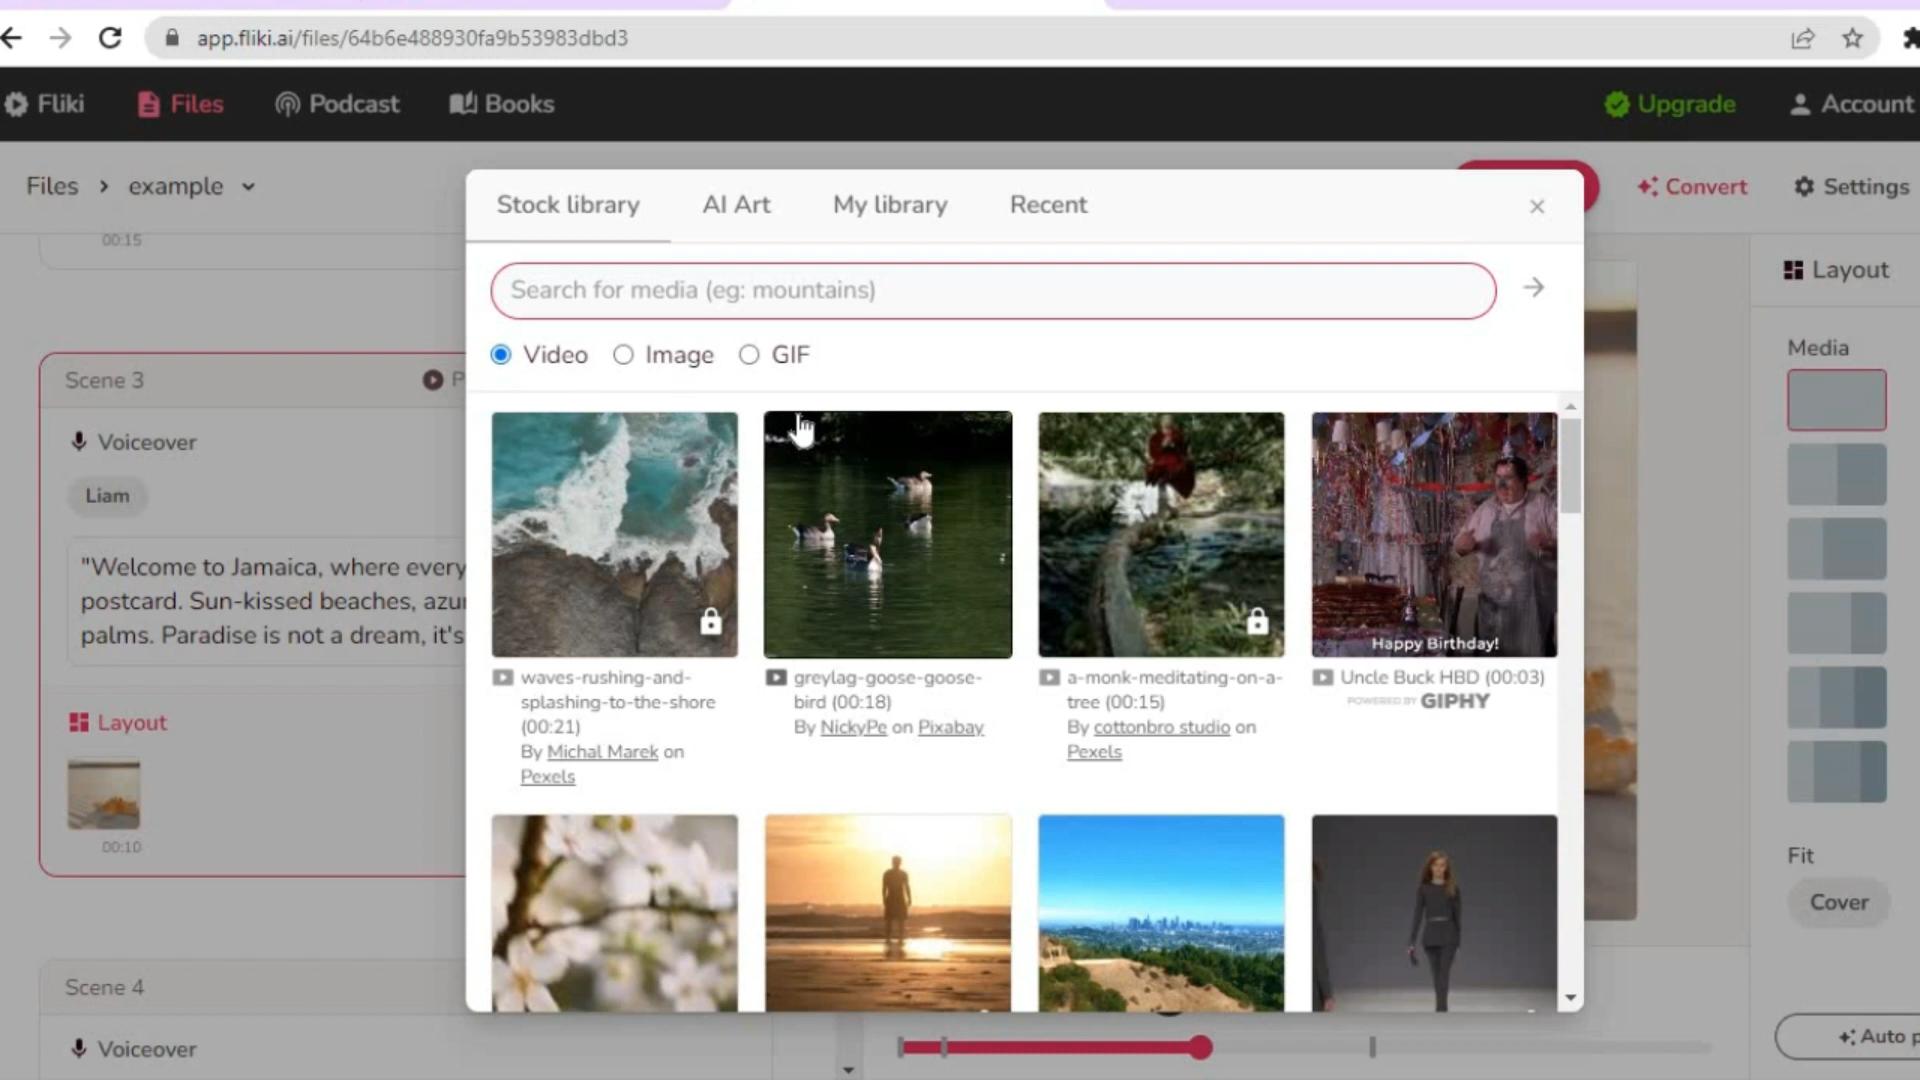 app.fliki.ai/files/64b6e488930fa9b53983dbd3
Fliki
Files
Podcast
Books
Upgrade
Account
Files > example
Convert
Settings
Stock library
AI Art
My library
Recent
Search for media (eg: mountains)
Video
Image
GIF
00:15
Scene 3
Voiceover
Liam
"Welcome to Jamaica, where every
postcard. Sun-kissed beaches,
palms. Paradise is not a dream, it's
Layout
00:10
Scene 4
Voiceover
waves-rushing-and-
splashing-to-the-shore
(00:21)
By Michal Marek on
Pexels
greylag-goose-goose-
bird (00:18)
By NickyPe on Pixabay
a-monk-meditating-on-a-
tree (00:15)
By cottonbro studio on
Pexels
Happy Birthday!
Uncle Buck HBD (00:03)
POWERED BY GIPHY
Layout
Media
Fit
Cover
Auto